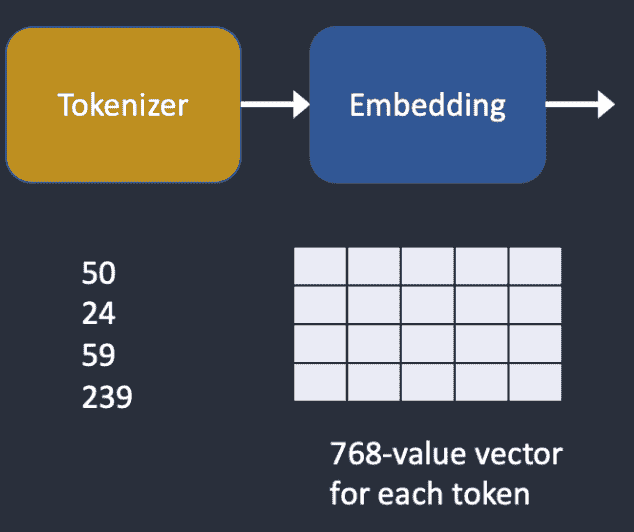 Tokenizer
Embedding
50
24
59
239
768-value vector
for each token